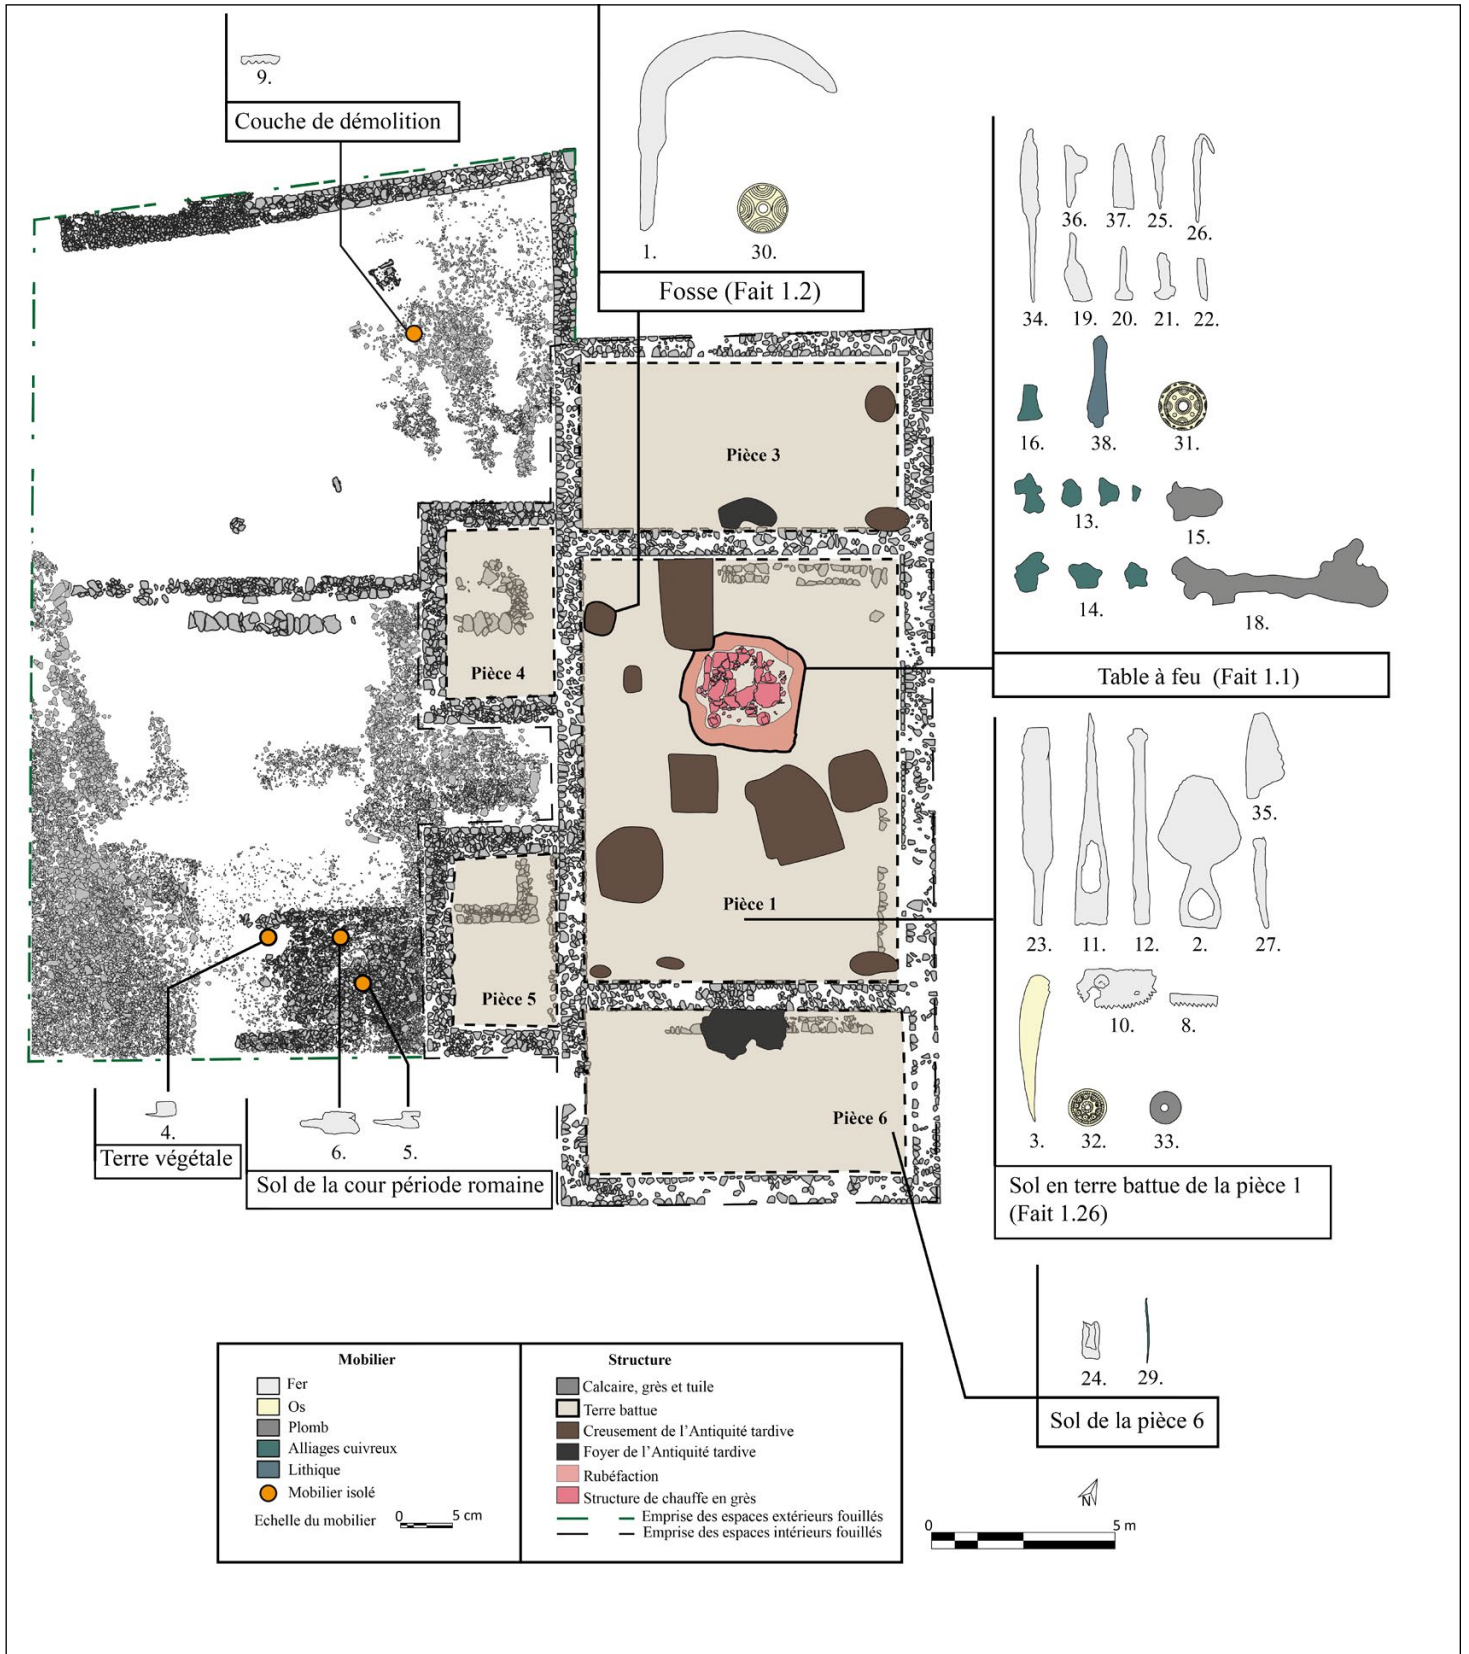 9.
Couche de démolition
1.
30.
Fosse (Fait 1.2)
36.
37.
25.
26.
34.
19.
20.
21.
22.
16.
38.
31.
13.
15.
14.
18.
Table à feu (Fait 1.1)
Pièce 3
Pièce 4
Pièce 1
Pièce 5
Pièce 6
35.
23.
11.
12.
2.
27.
10.
8.
3.
32.
33.
Sol en terre battue de la pièce 1
(Fait 1.26)
4.
Terre végétale
6.
5.
Sol de la cour période romaine
24.
29.
Sol de la pièce 6
Mobilier
Fer
Os
Plomb
Alliages cuivreux
Lithique
Mobilier isolé
Echelle du mobilier
0
5 cm
Structure
Calcaire, grès et tuile
Terre battue
Creusement de l'Antiquité tardive
Foyer de l'Antiquité tardive
Rubéfaction
Structure de chauffe en grès
Emprise des espaces extérieurs fouillés
Emprise des espaces intérieurs fouillés
N
0
5 m